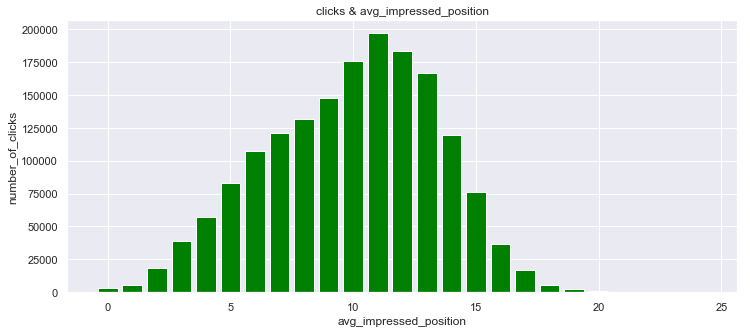 clicks & avg_impressed_position
200000
175000
150000
125000
100000
75000
50000
25000
0
number_of_clicks
0 5 10 15 20 25
avg_impressed_position